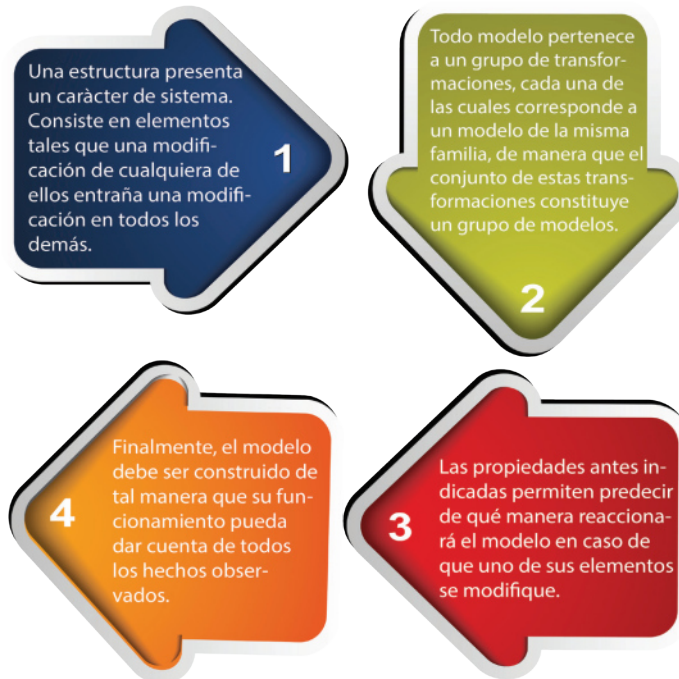 Una estructura presenta
un caràcter de sistema.
Consiste en elementos
tales que una modifi-
cación de cualquiera de
ellos entraña una modifi-
cación en todos los
demás.
1
Todo modelo pertenece
a un grupo de transfor-
maciones, cada una de
las cuales corresponde a
un modelo de la misma
familia, de manera que el
conjunto de estas trans-
formaciones constituye
un grupo de modelos.
2
Las propiedades antes in-
dicadas permiten predecir
de qué manera reacciona-
rá el modelo en caso de
que uno de sus elementos
se modifique.
3
Finalmente, el modelo
debe ser construido de
tal manera que su fun-
cionamiento pueda
dar cuenta de todos
los hechos obser-
vados.
4